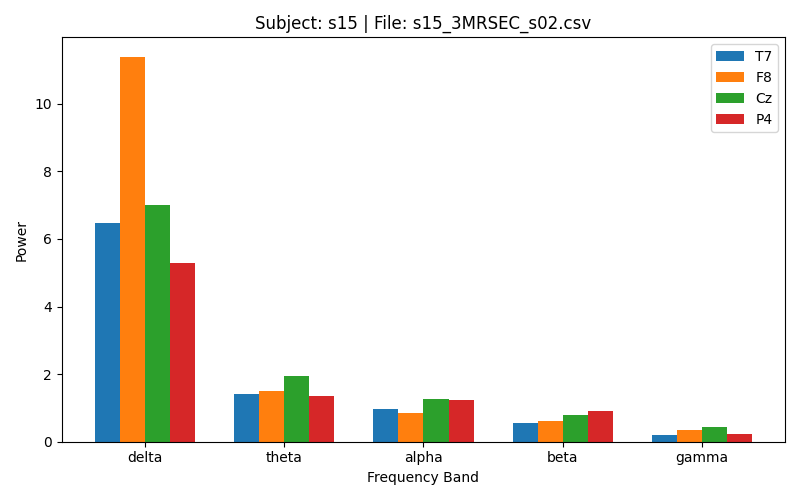 Subject: s15 | File: s15_3MRSEC_s02.csv
T7
F8
Cz
P4
Power
10
8
6
4
2
0
delta theta alpha beta gamma
Frequency Band